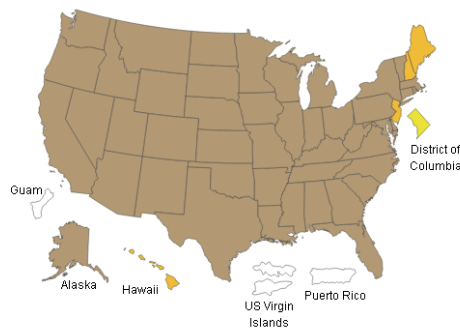 District of
Columbia
Guam
Alaska
Hawaii
US Virgin
Islands
Puerto Rico